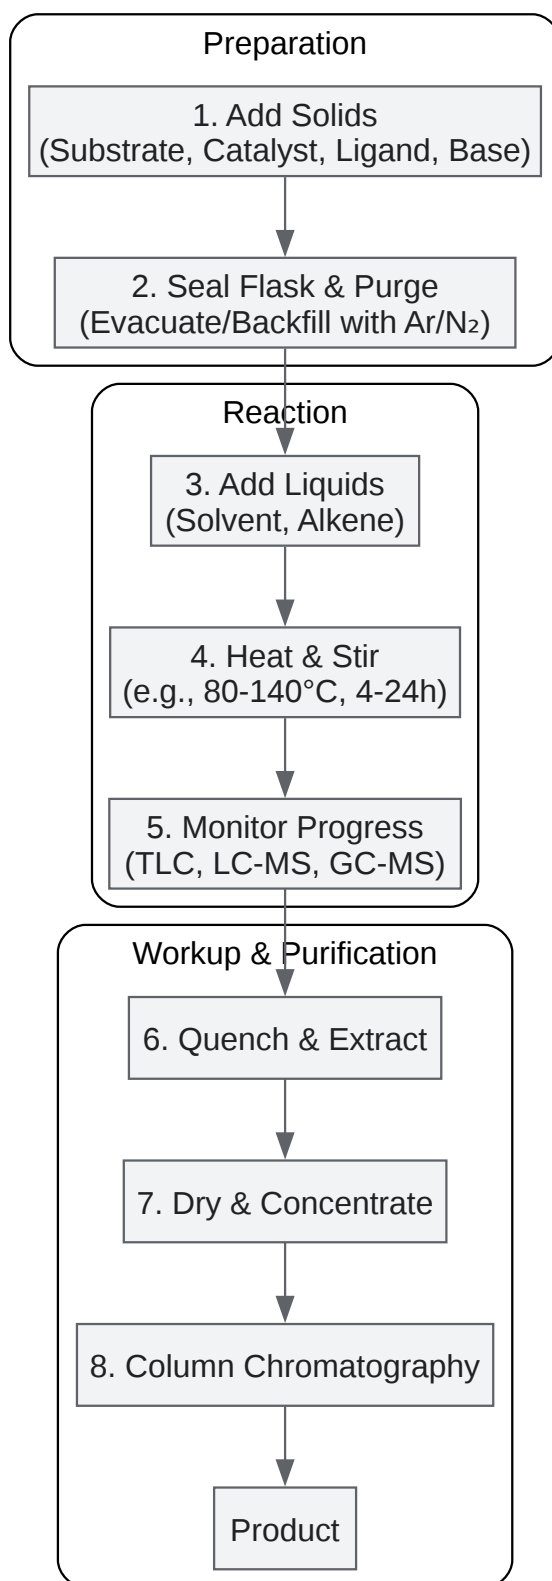 Preparation
1. Add Solids
(Substrate, Catalyst, Ligand, Base)
2. Seal Flask & Purge
(Evacuate/Backfill with Ar/N₂)
Reaction
3. Add Liquids
(Solvent, Alkene)
4. Heat & Stir
(e.g., 80-140°C, 4-24h)
5. Monitor Progress
(TLC, LC-MS, GC-MS)
Workup & Purification
6. Quench & Extract
7. Dry & Concentrate
8. Column Chromatography
Product